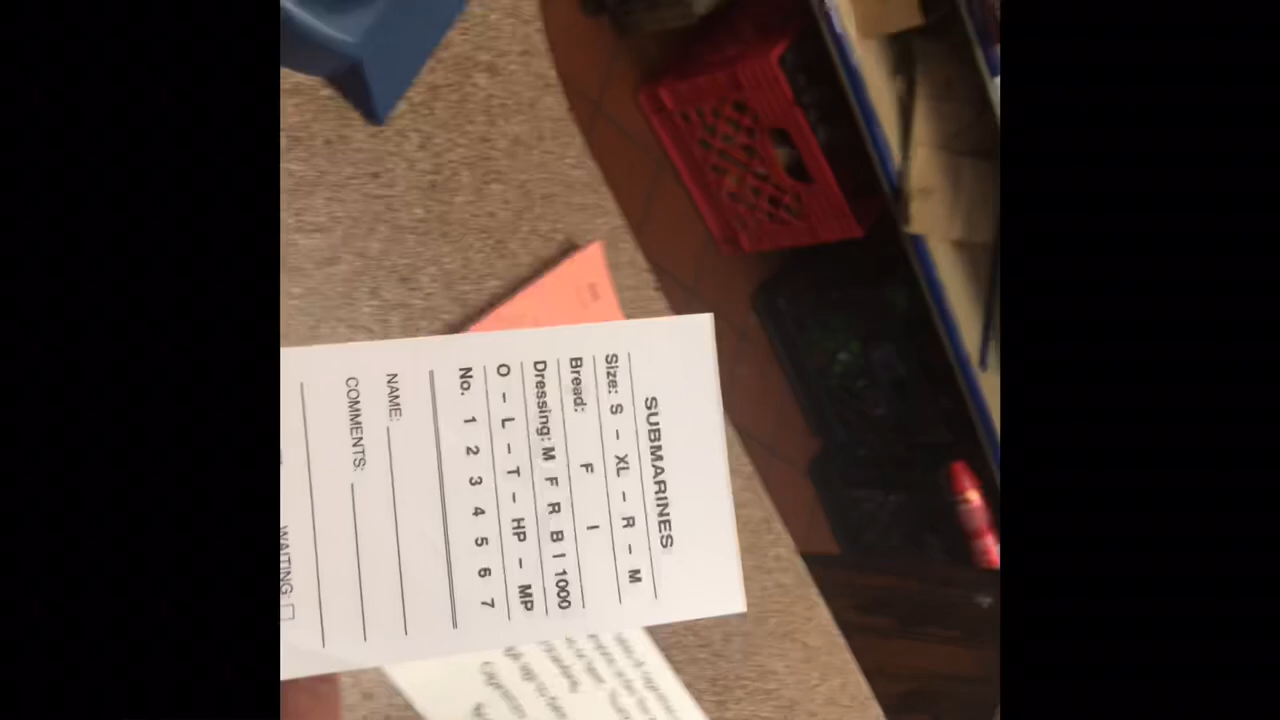 SUBMARINES
Size: S – XL – R – M
Bread: F I
Dressing: M F R B I 1000
O – L – T – HP – MP
No. 1 2 3 4 5 6 7
NAME:
COMMENTS:
WAITING